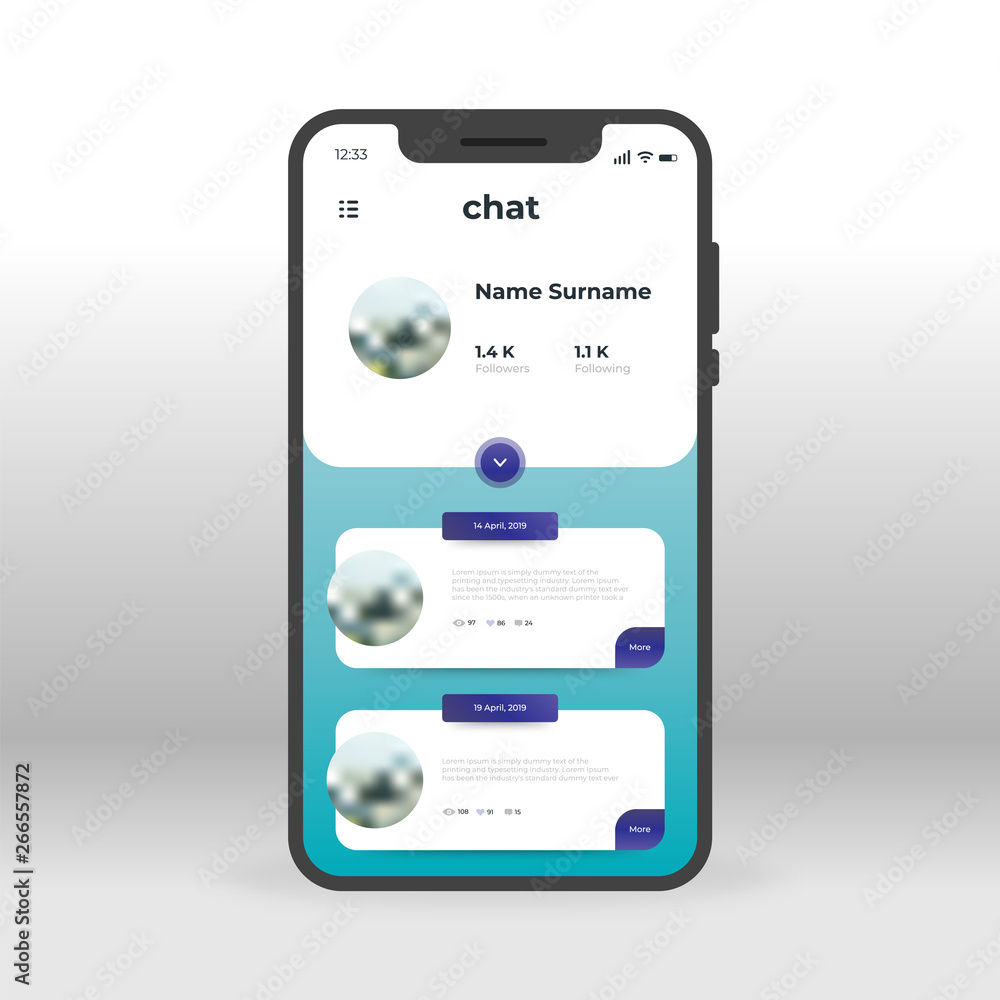 12:33
chat
Name Surname
1.4 K
1.1 K
Followers
Following
14 April, 2019
Lorem Ipsum is simply dummy text of the
printing and typesetting industry. Lorem Ipsum
has been the industry's standard dummy text ever
since the 1500s, when an unknown printer took a
97 86 24
More
19 April, 2019
Lorem Ipsum is simply dummy text of the
printing and typesetting industry. Lorem Ipsum
has been the industry's standard dummy text ever
108 91 15
More
Adobe Stock | #266557872
Adobe Stock